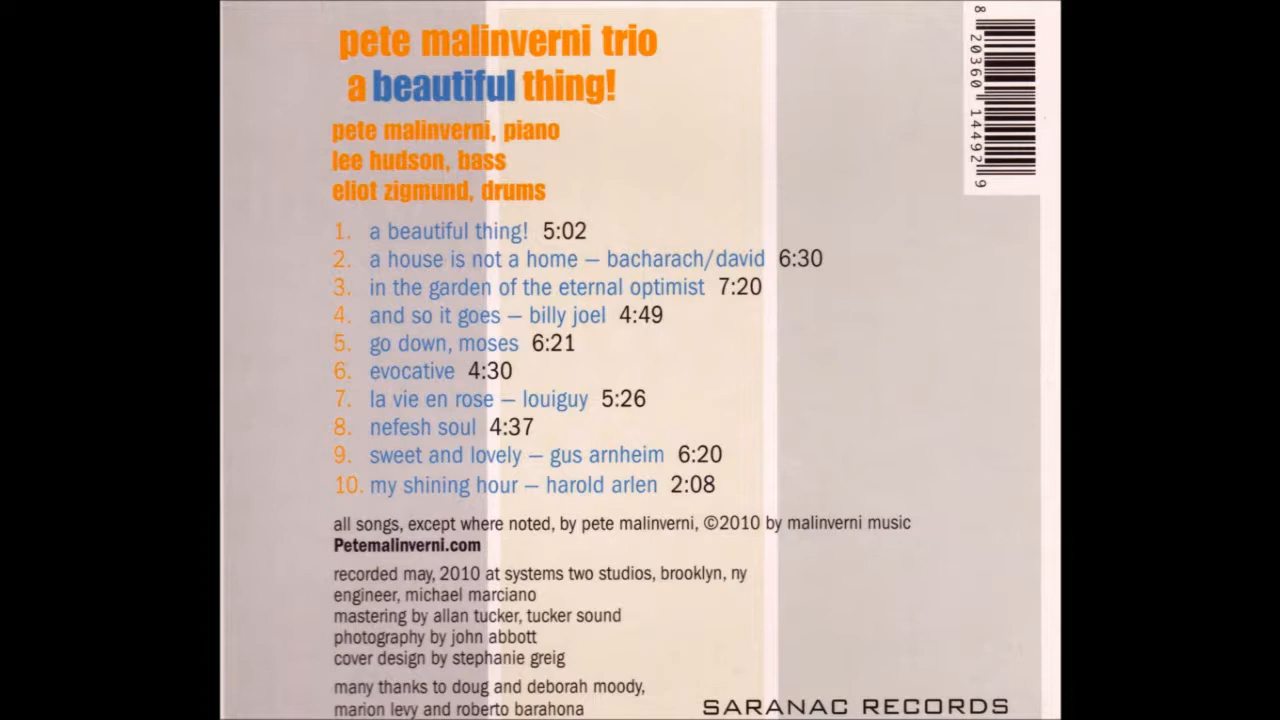 pete malinverni trio
a beautiful thing!
pete malinverni, piano
lee hudson, bass
eliot zigmund, drums
1. a beautiful thing! 5:02
2. a house is not a home – bacharach/david 6:30
3. in the garden of the eternal optimist 7:20
4. and so it goes – billy joel 4:49
5. go down, moses 6:21
6. evocative 4:30
7. la vie en rose – louiguy 5:26
8. nefesh soul 4:37
9. sweet and lovely – gus arnheim 6:20
10. my shining hour – harold arlen 2:08
all songs, except where noted, by pete malinverni, ©2010 by malinverni music
Petemalinverni.com
recorded may, 2010 at systems two studios, brooklyn, ny
engineer, michael marciano
mastering by allan tucker, tucker sound
photography by john abbott
cover design by stephanie greig
many thanks to doug and deborah moody,
marion levy and roberto barahona
SARANAC RECORDS
8 20360 14492 9